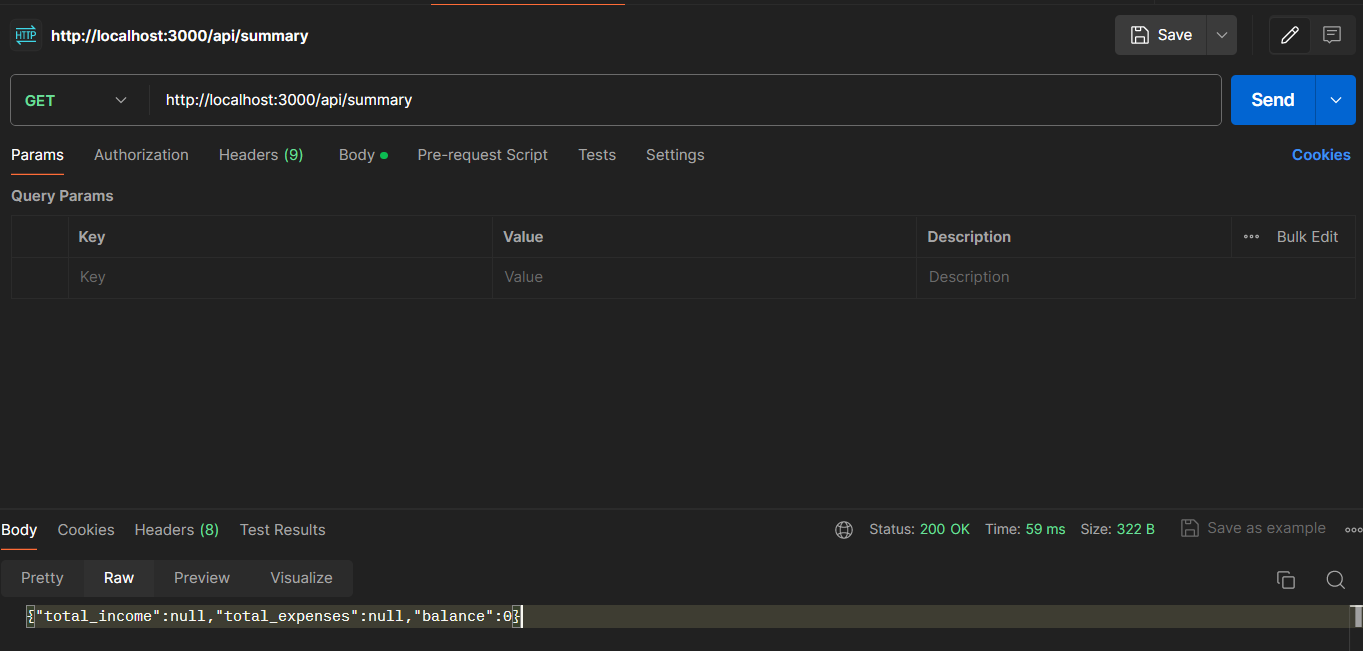 HTTP http://localhost:3000/api/summary Save
GET http://localhost:3000/api/summary Send
Params Authorization Headers (9) Body Pre-request Script Tests Settings Cookies
Query Params
Key Value Description Bulk Edit
Key Value Description
Body Cookies Headers (8) Test Results Status: 200 OK Time: 59 ms Size: 322 B Save as example
Pretty Raw Preview Visualize
{"total_income":null,"total_expenses":null,"balance":0}